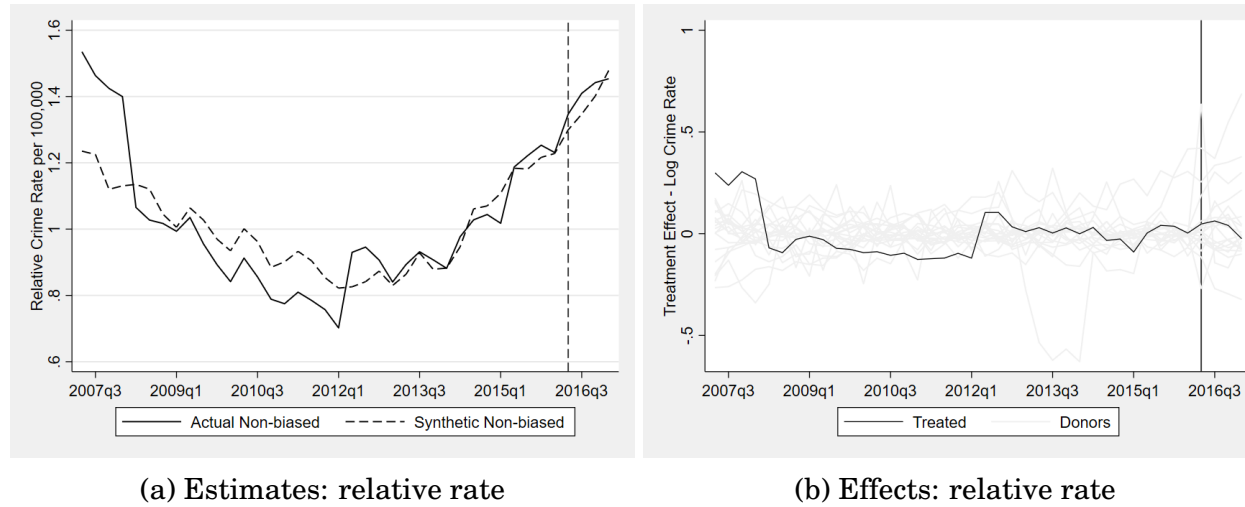 Relative Crime Rate per 100,000
1.6
1.4
1.2
1
.8
.6
2007q3 2009q1 2010q3 2012q1 2013q3 2015q1 2016q3
Actual Non-biased Synthetic Non-biased
(a) Estimates: relative rate
Treatment Effect - Log Crime Rate
1
.5
0
-.5
2007q3 2009q1 2010q3 2012q1 2013q3 2015q1 2016q3
Treated Donors
(b) Effects: relative rate